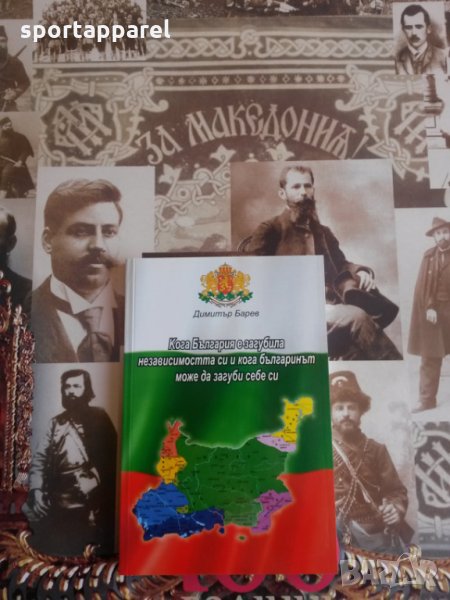 sportapparel
ЗА МАКЕДОНИЯ!
Димитър Барев
Кога България е загубила
независимостта си и кога българинът
може да загуби себе си